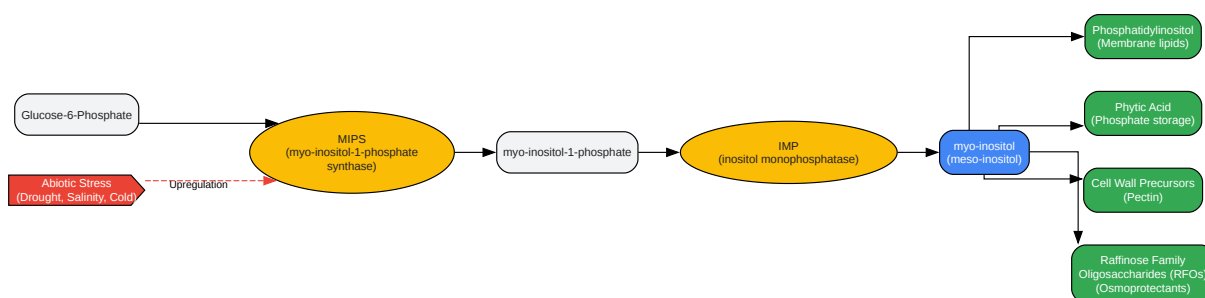 Glucose-6-Phosphate
Abiotic Stress
(Drought, Salinity, Cold)
Upregulation
MIPS
(myo-inositol-1-phosphate
synthase)
myo-inositol-1-phosphate
IMP
(inositol monophosphatase)
myo-inositol
(meso-inositol)
Phosphatidylinositol
(Membrane lipids)
Phytic Acid
(Phosphate storage)
Cell Wall Precursors
(Pectin)
Raffinose Family
Oligosaccharides (RFOs)
(Osmoprotectants)